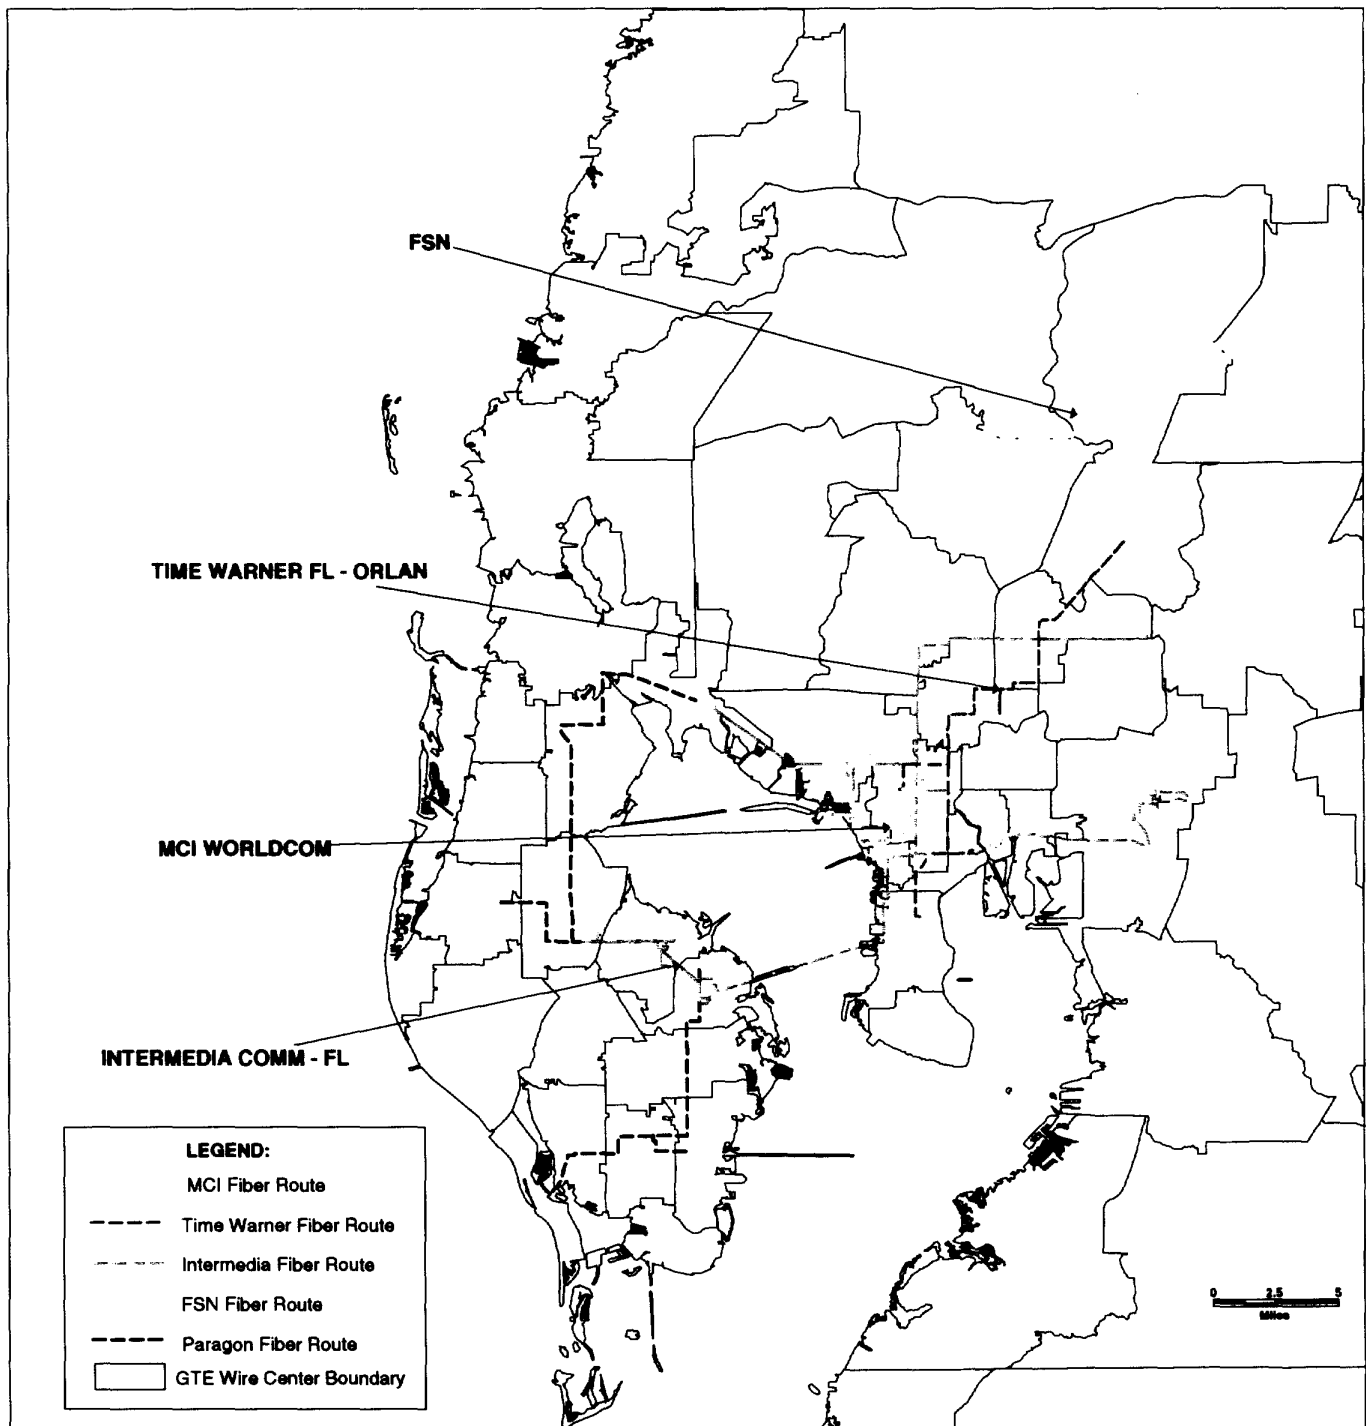 FSN
TIME WARNER FL - ORLAN
MCI WORLDCOM
INTERMEDIA COMM - FL
LEGEND:
MCI Fiber Route
Time Warner Fiber Route
Intermedia Fiber Route
FSN Fiber Route
Paragon Fiber Route
GTE Wire Center Boundary
0 2.5 5
Miles